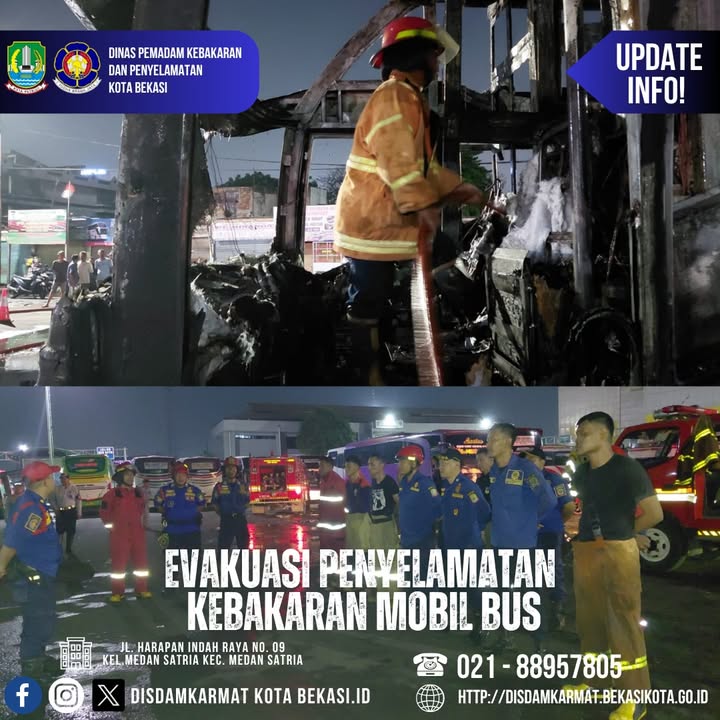 DINAS PEMADAM KEBAKARAN
DAN PENYELAMATAN
KOTA BEKASI
UPDATE
INFO!
EVAKUASI PENYELAMATAN
KEBAKARAN MOBIL BUS
JL. HARAPAN INDAH RAYA NO. 09
KEL.MEDAN SATRIA KEC. MEDAN SATRIA
021 - 88957805
DISDAMKARMAT KOTA BEKASI.ID
HTTP://DISDAMKARMAT.BEKASIKOTA.GO.ID